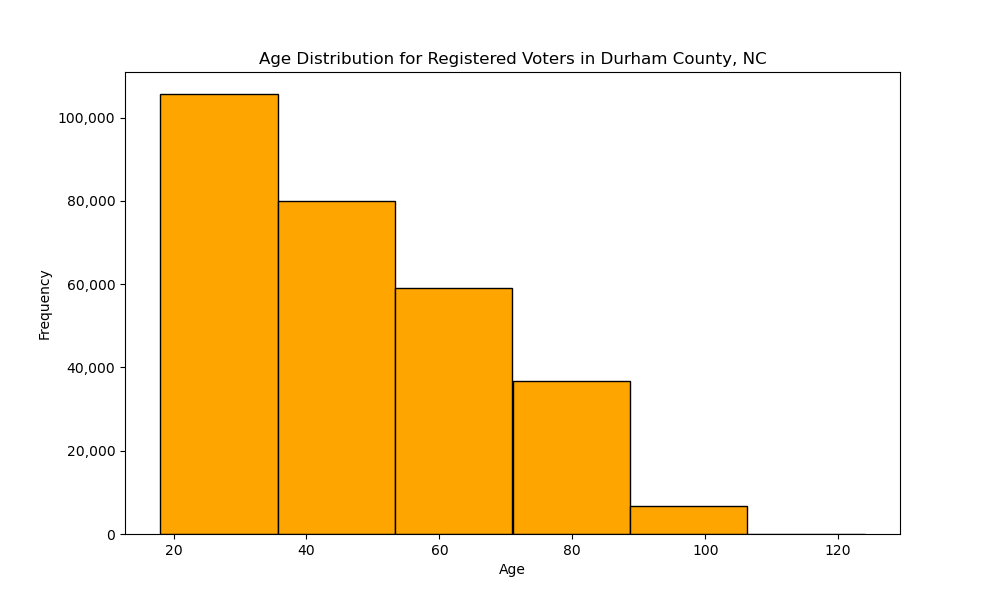 Age Distribution for Registered Voters in Durham County, NC
100,000
80,000
60,000
40,000
20,000
0
Frequency
20 40 60 80 100 120
Age